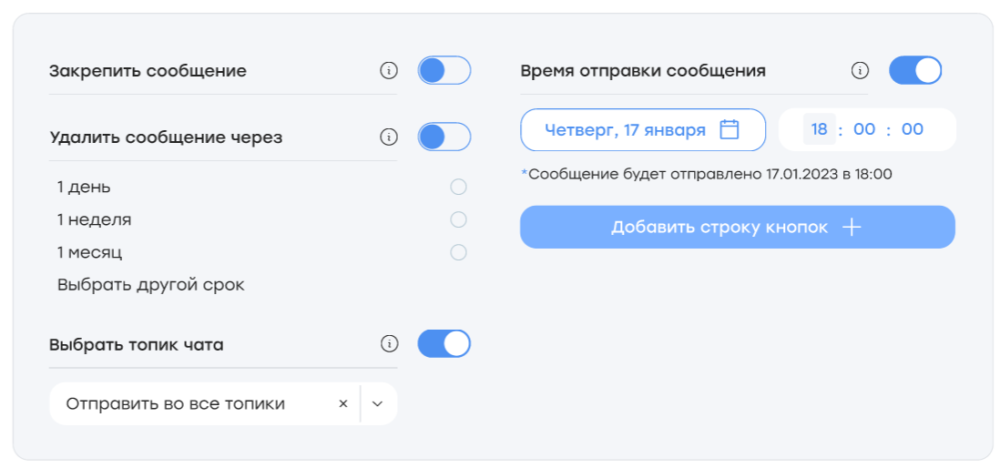 Закрепить сообщение
Удалить сообщение через
1 день
1 неделя
1 месяц
Выбрать другой срок
Выбрать топик чата
Отправить во все топики
Время отправки сообщения
Четверг, 17 января
18 : 00 : 00
*Сообщение будет отправлено 17.01.2023 в 18:00
Добавить строку кнопок